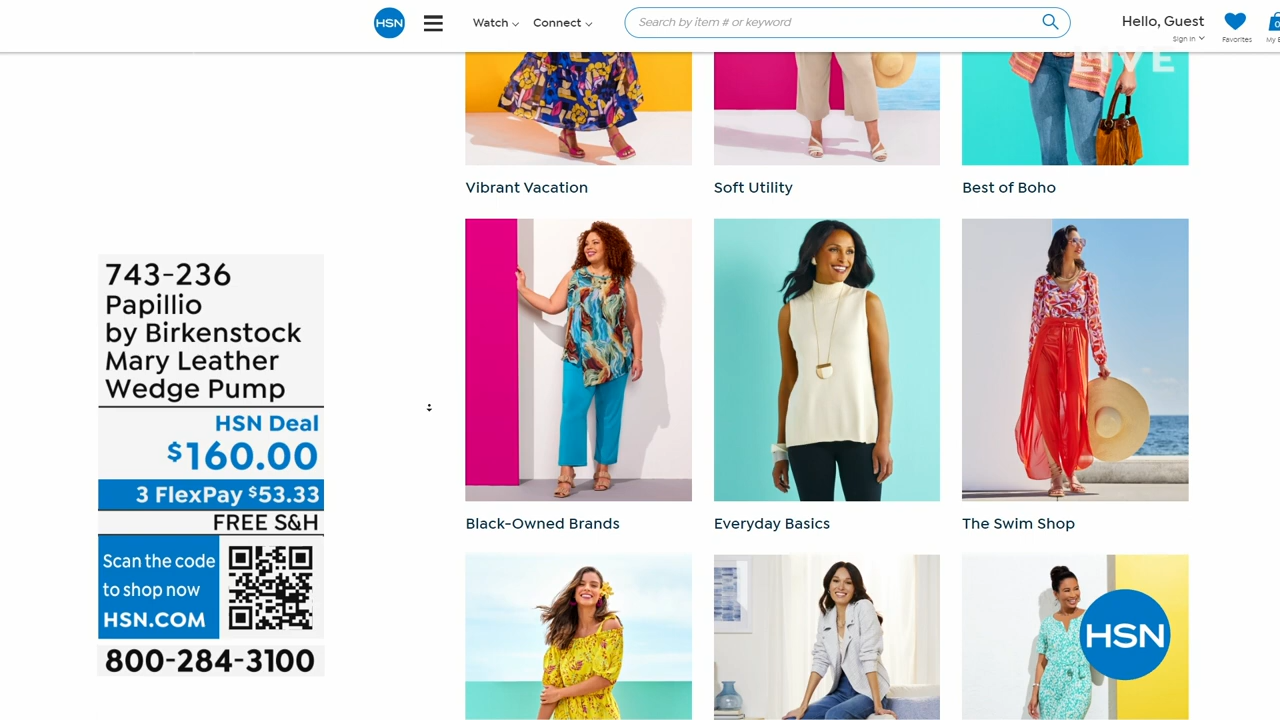 HSN
Watch
Connect
Search by item # or keyword
Hello, Guest
Sign In
Favorites
0
My
LIVE
Vibrant Vacation
Soft Utility
Best of Boho
743-236
Papillio
by Birkenstock
Mary Leather
Wedge Pump
HSN Deal
$160.00
3 FlexPay $53.33
FREE S&H
Scan the code
to shop now
HSN.COM
800-284-3100
Black-Owned Brands
Everyday Basics
The Swim Shop
HSN